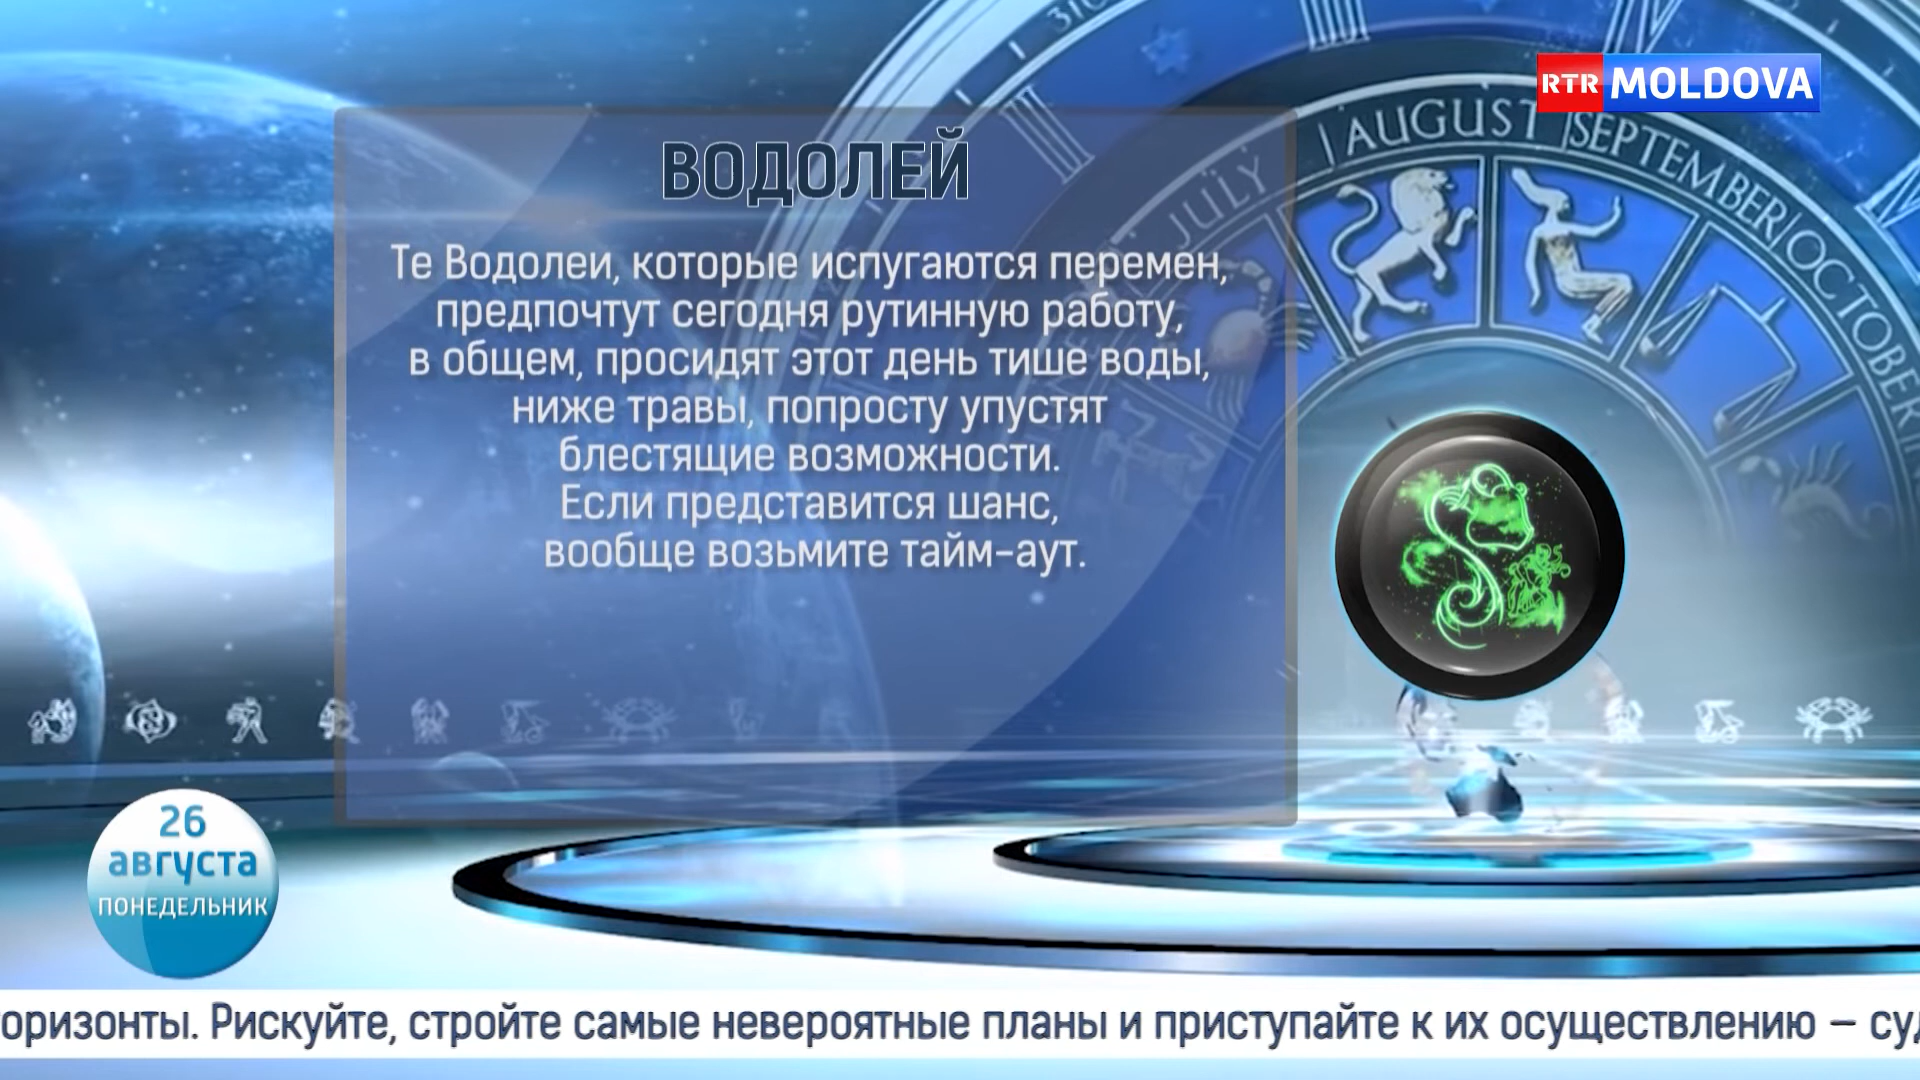 RTR MOLDOVA
JULY
AUGUST
SEPTEMBER
OCTOBER
ВОДОЛЕЙ
Те Водолеи, которые испугаются перемен,
предпочтут сегодня рутинную работу,
в общем, просидят этот день тише воды,
ниже травы, попросту упустят
блестящие возможности.
Если представится шанс,
вообще возьмите тайм-аут.
26
августа
ПОНЕДЕЛЬНИК
оризонты. Рискуйте, стройте самые невероятные планы и приступайте к их осуществлению – суд